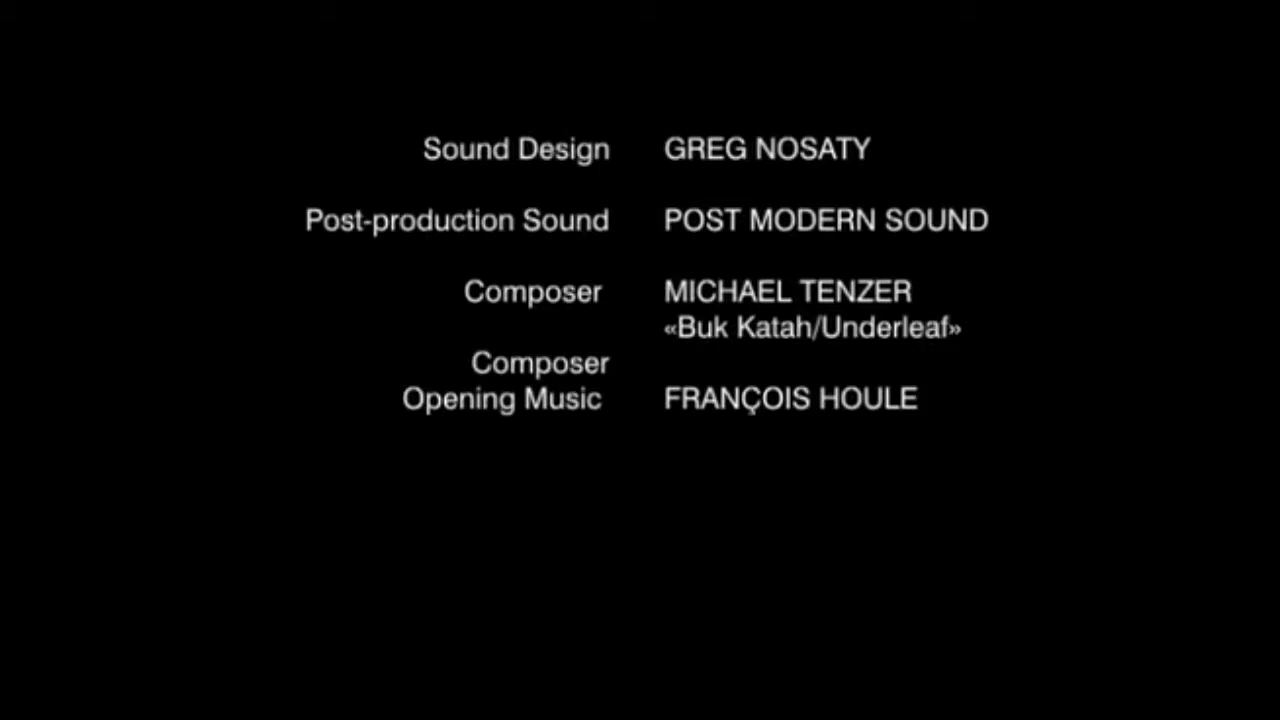 Sound Design GREG NOSATY
Post-production Sound POST MODERN SOUND
Composer MICHAEL TENZER
«Buk Katah/Underleaf»
Composer
Opening Music FRANÇOIS HOULE